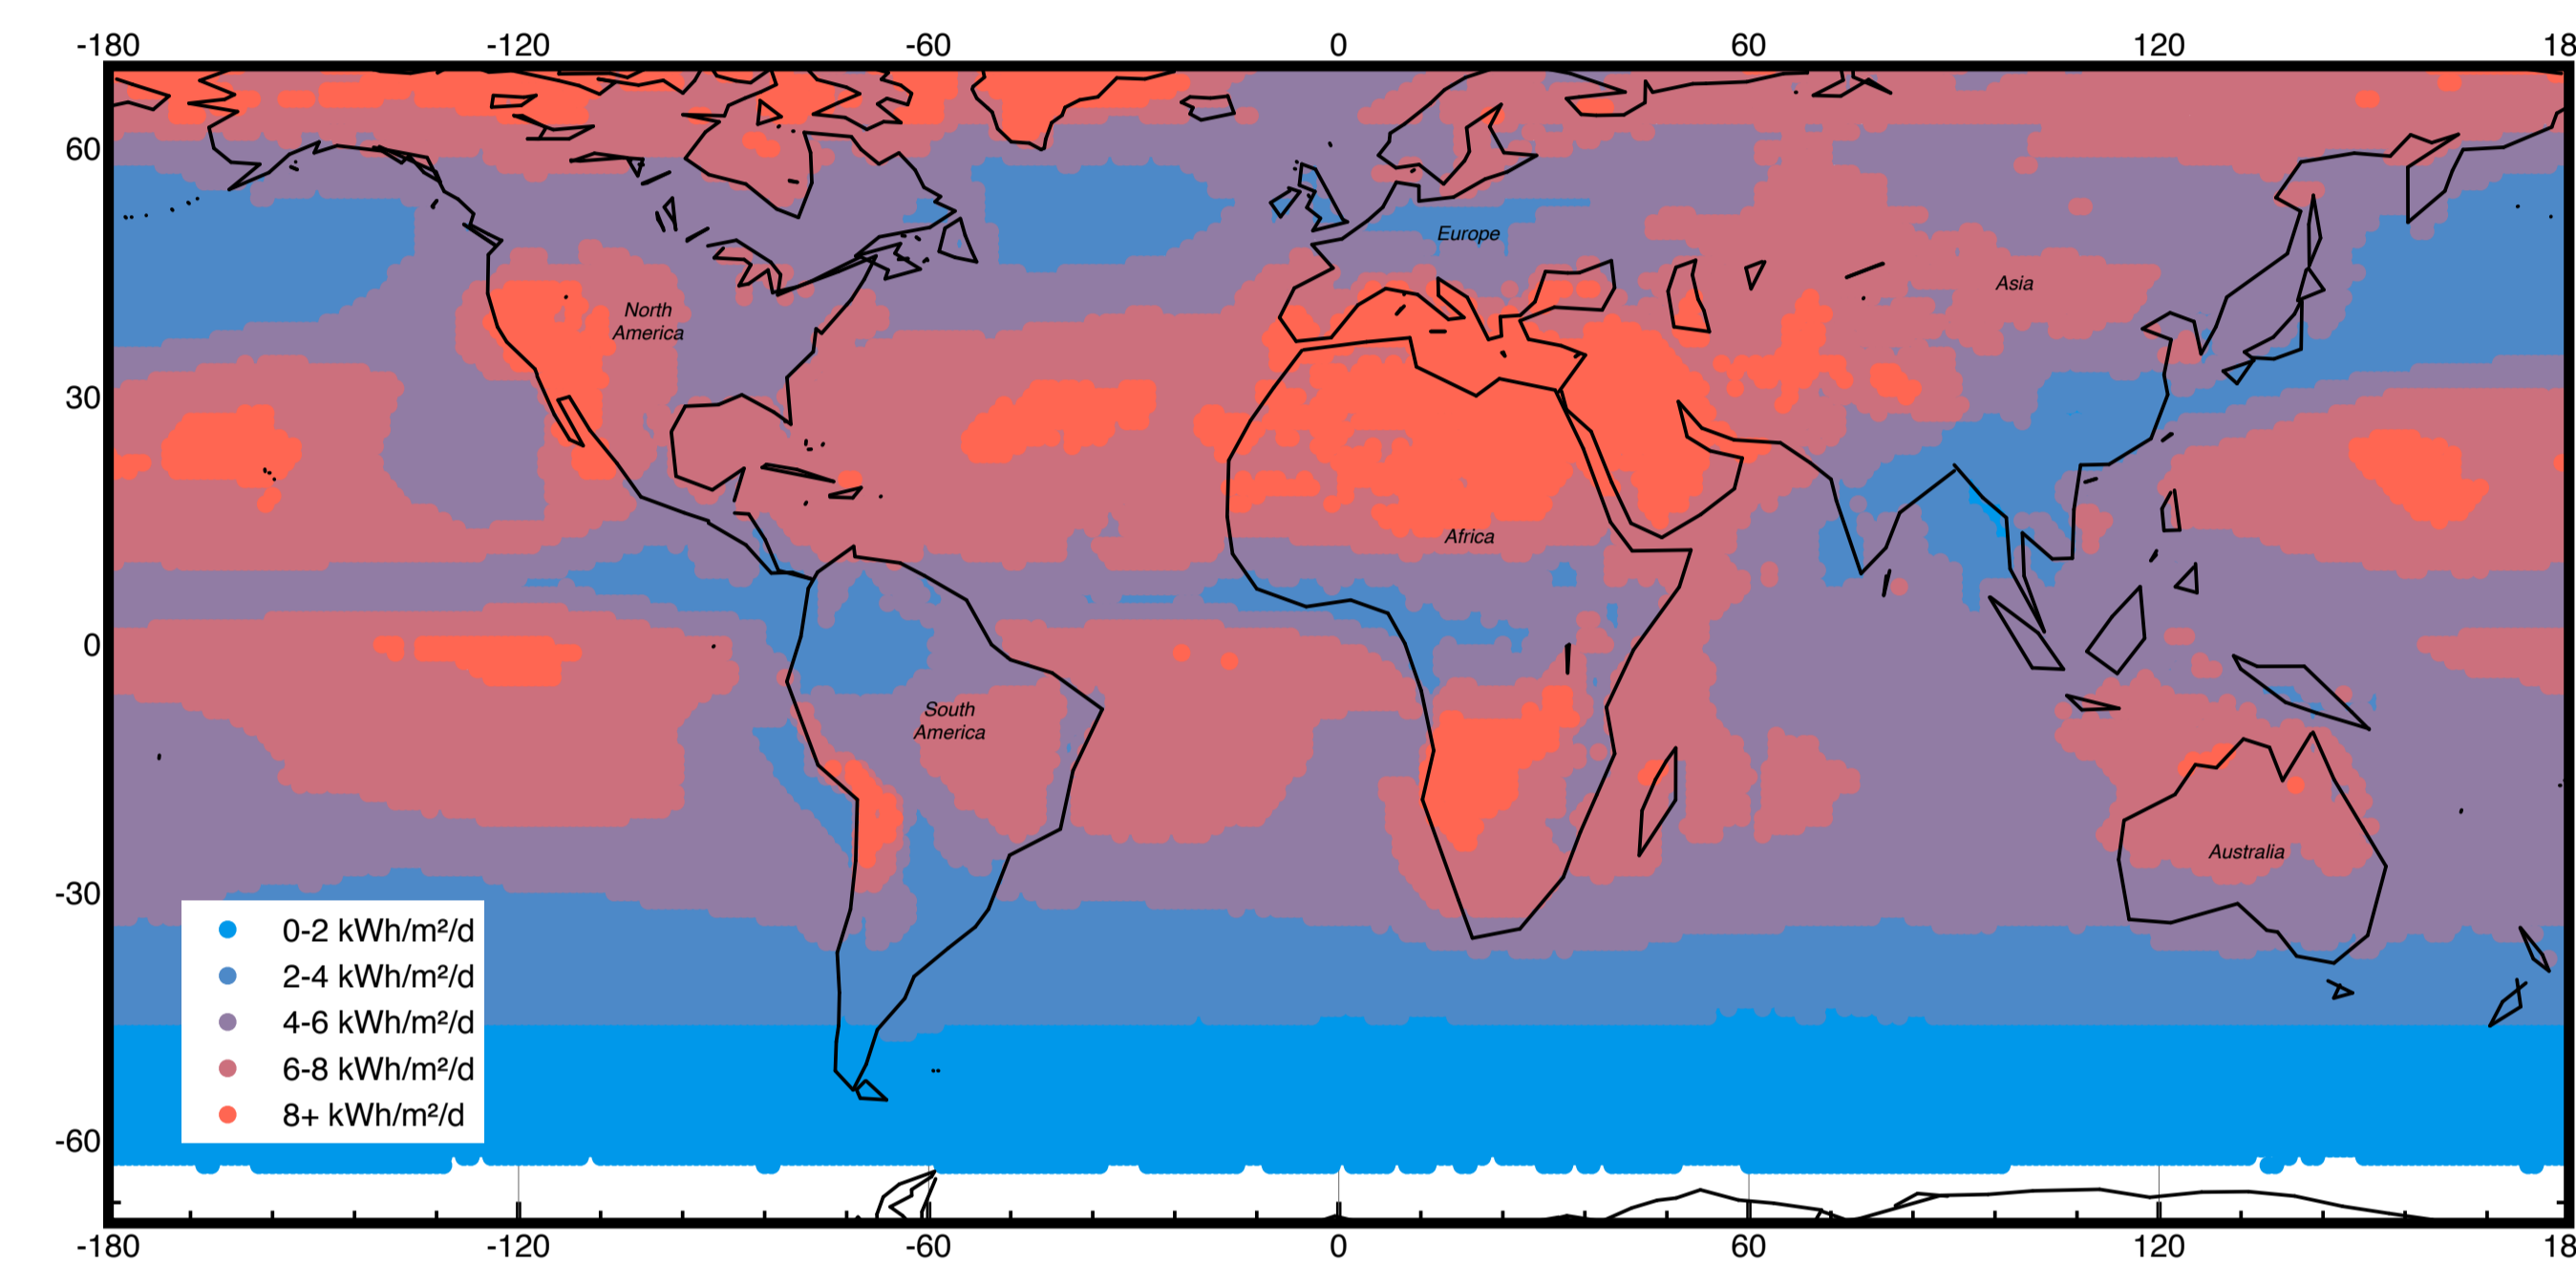 -180 -120 -60 0 60 120 18
60
Europe
Asia
North
America
30
Africa
0
South
America
Australia
-30
0-2 kWh/m²/d
2-4 kWh/m²/d
4-6 kWh/m²/d
6-8 kWh/m²/d
8+ kWh/m²/d
-60
-180 -120 -60 0 60 120 18